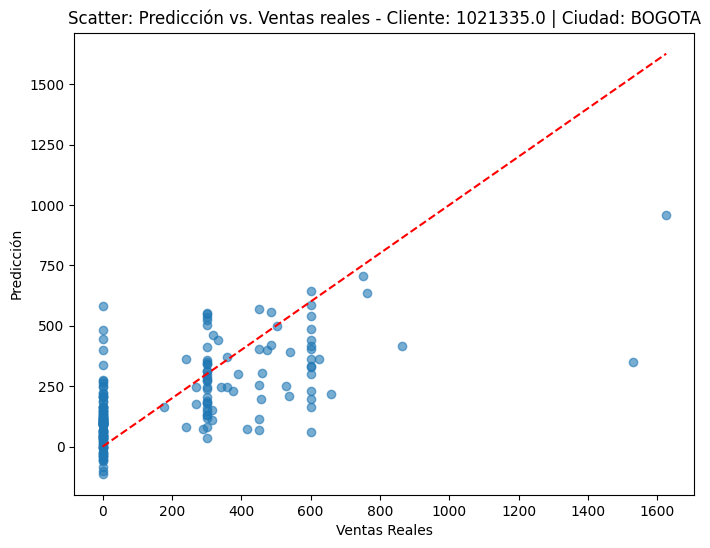 Scatter: Predicción vs. Ventas reales - Cliente: 1021335.0 | Ciudad: BOGOTA
1500
1250
1000
750
500
250
0
Predicción
0 200 400 600 800 1000 1200 1400 1600
Ventas Reales